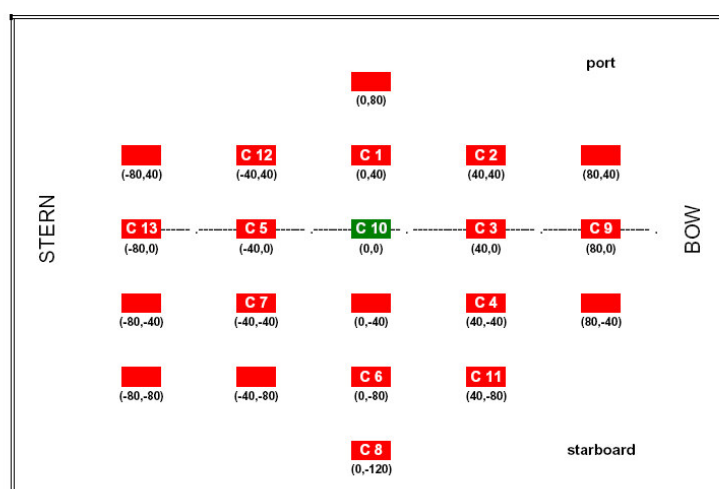 port
(0,80)
C 12 C 1 C 2
(-80,40) (-40,40) (0,40) (40,40) (80,40)
STERN
C 13 C 5 C 10 C 3 C 9
BOW
(-80,0) (-40,0) (0,0) (40,0) (80,0)
C 7 C 4
(-80,-40) (-40,-40) (0,-40) (40,-40) (80,-40)
C 6 C 11
(-80,-80) (-40,-80) (0,-80) (40,-80)
C 8 starboard
(0,-120)